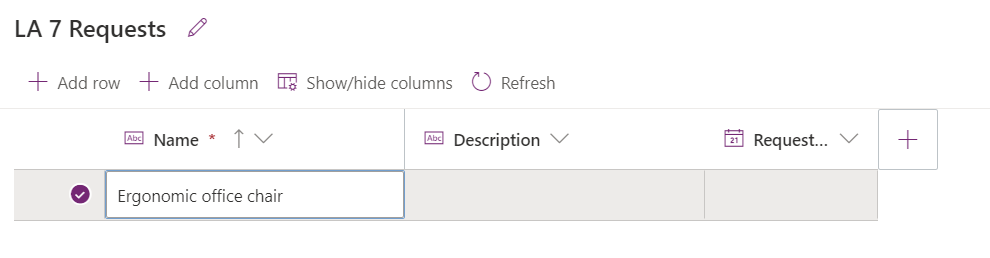 LA 7 Requests
Add row Add column Show/hide columns Refresh
Abc Name * Abc Description 21 Request...
Ergonomic office chair